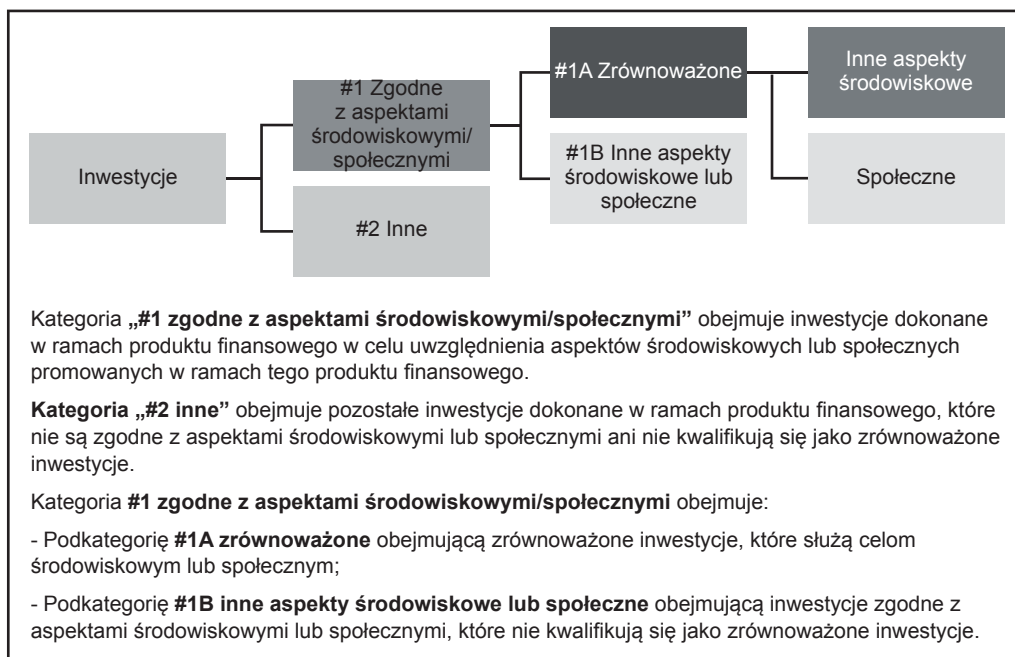 Inwestycje
#1 Zgodne
z aspektami
środowiskowymi/
społecznymi
#2 Inne
#1A Zrównoważone
#1B Inne aspekty
środowiskowe lub
społeczne
Inne aspekty
środowiskowe
Społeczne
Kategoria „#1 zgodne z aspektami środowiskowymi/społecznymi” obejmuje inwestycje dokonane
w ramach produktu finansowego w celu uwzględnienia aspektów środowiskowych lub społecznych
promowanych w ramach tego produktu finansowego.
Kategoria „#2 inne” obejmuje pozostałe inwestycje dokonane w ramach produktu finansowego, które
nie są zgodne z aspektami środowiskowymi lub społecznymi ani nie kwalifikują się jako zrównoważone
inwestycje.
Kategoria #1 zgodne z aspektami środowiskowymi/społecznymi obejmuje:
- Podkategorię #1A zrównoważone obejmującą zrównoważone inwestycje, które służą celom
środowiskowym lub społecznym;
- Podkategorię #1B inne aspekty środowiskowe lub społeczne obejmującą inwestycje zgodne z
aspektami środowiskowymi lub społecznymi, które nie kwalifikują się jako zrównoważone inwestycje.